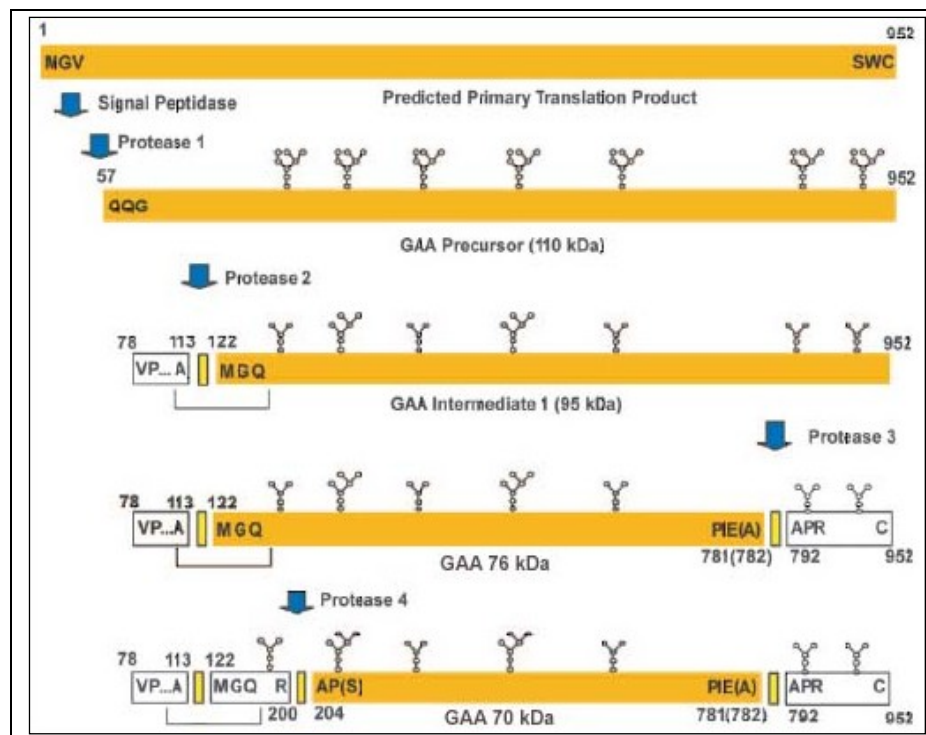 1 952
MGV SWC
Signal Peptidase
Predicted Primary Translation Product
Protease 1
57 952
QQG
GAA Precursor (110 kDa)
Protease 2
78 113 122 952
VP... A MGQ
GAA Intermediate 1 (95 kDa)
Protease 3
78 113 122
VP...A MGQ PIE(A) APR C
781(782) 792 952
GAA 76 kDa
Protease 4
78 113 122
VP...A MGQ R AP(S) PIE(A) APR C
200 204 781(782) 792 952
GAA 70 kDa